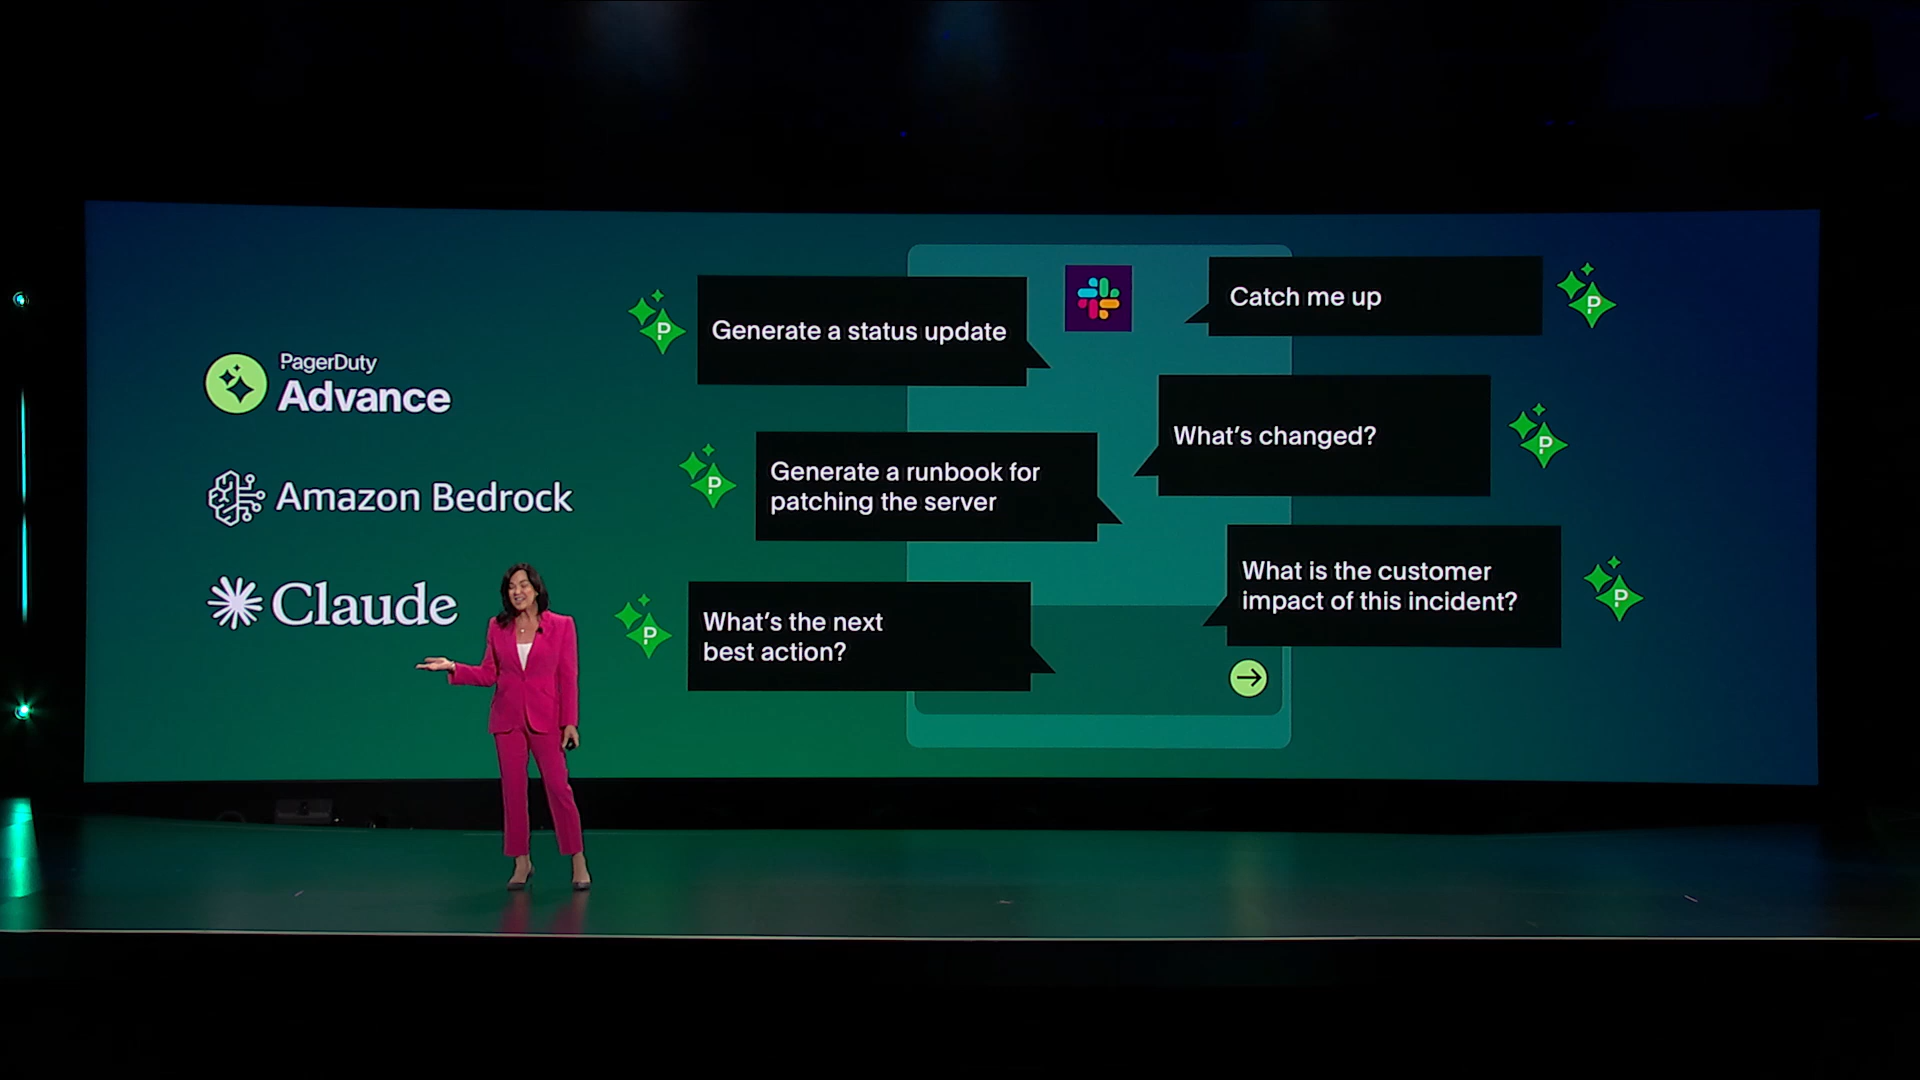 PagerDuty
Advance
Amazon Bedrock
Claude
Generate a status update
Catch me up
What’s changed?
Generate a runbook for
patching the server
What is the customer
impact of this incident?
What’s the next
best action?
P
P
P
P
P
P